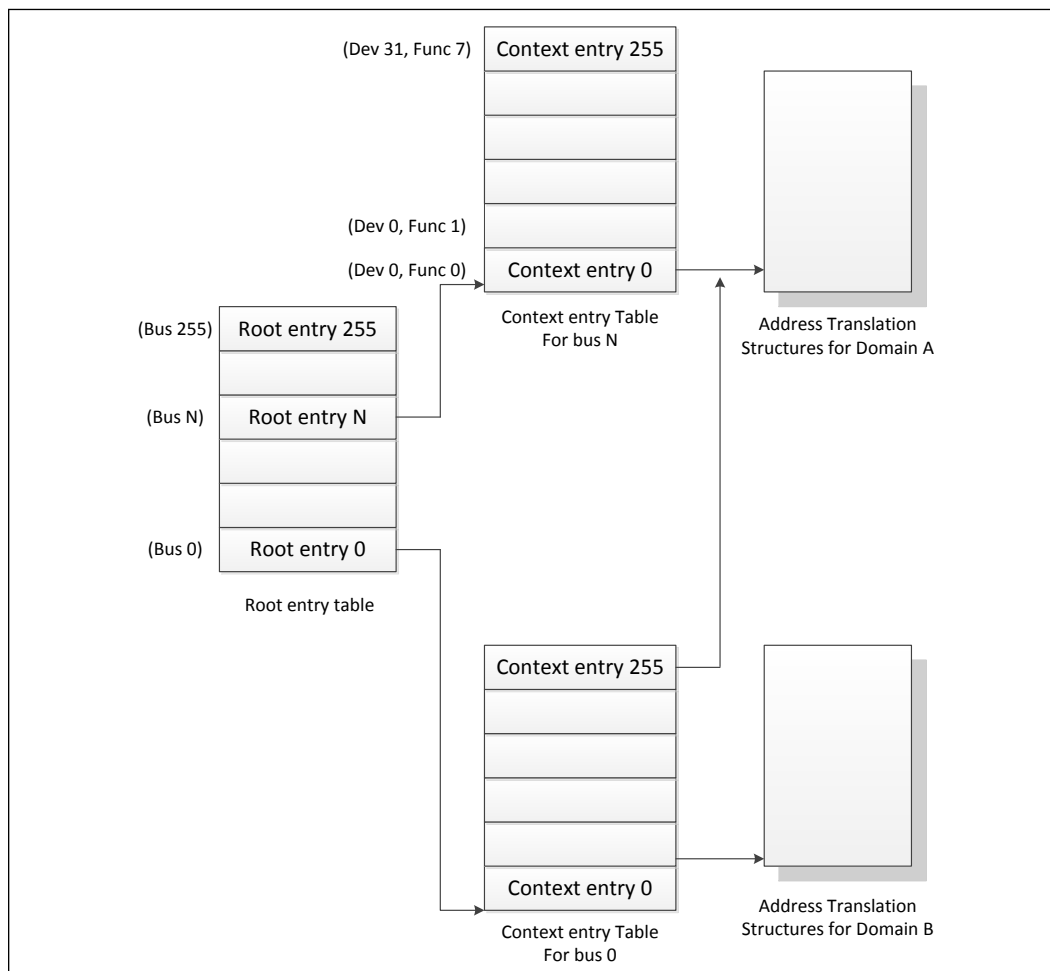 (Dev 31, Func 7)
Context entry 255
(Dev 0, Func 1)
(Dev 0, Func 0)
Context entry 0
Context entry Table
For bus N
Address Translation
Structures for Domain A
(Bus 255)
Root entry 255
(Bus N)
Root entry N
(Bus 0)
Root entry 0
Root entry table
Context entry 255
Context entry 0
Context entry Table
For bus 0
Address Translation
Structures for Domain B